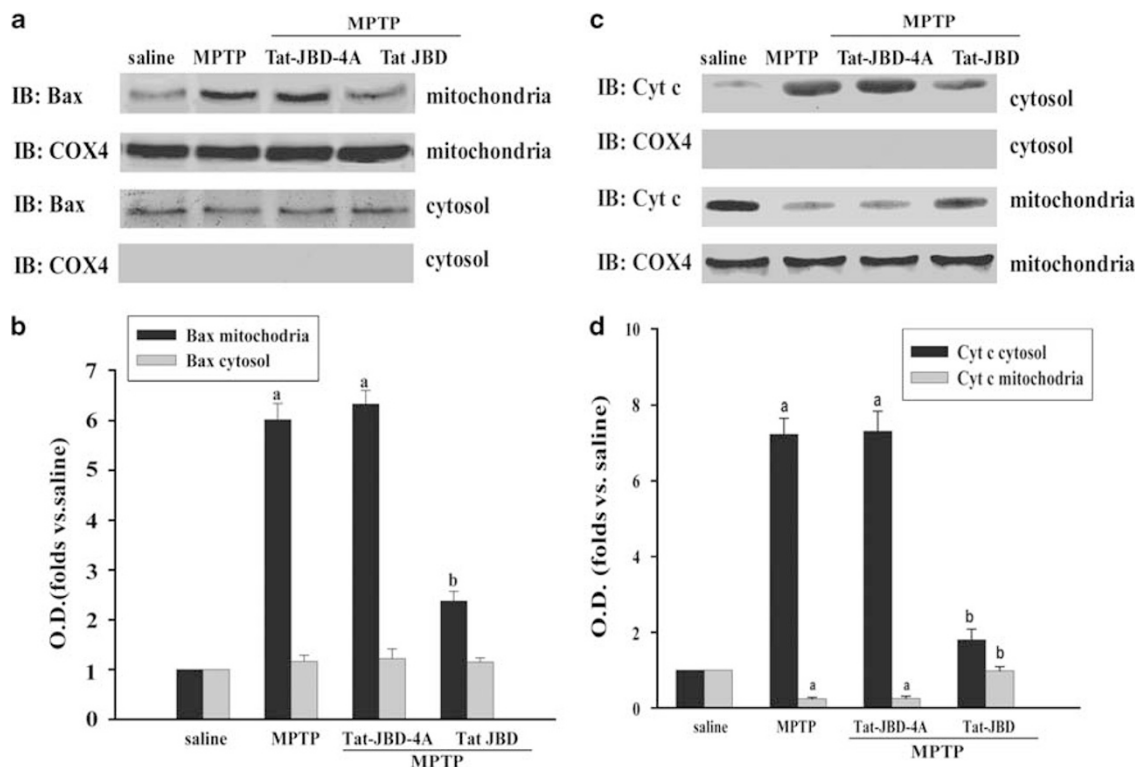 a
MPTP
saline MPTP Tat-JBD-4A Tat JBD
IB: Bax mitochondria
IB: COX4 mitochondria
IB: Bax cytosol
IB: COX4 cytosol
b
Bax mitochodria
Bax cytosol
O.D.(folds vs.saline)
7
6
5
4
3
2
1
0
a
a
b
saline MPTP Tat-JBD-4A Tat JBD
MPTP
c
MPTP
saline MPTP Tat-JBD-4A Tat-JBD
IB: Cyt c cytosol
IB: COX4 cytosol
IB: Cyt c mitochondria
IB: COX4 mitochondria
d
Cyt c cytosol
Cyt c mitochodria
O.D. (folds vs. saline)
10
8
6
4
2
0
a
a
a
a
b
b
saline MPTP Tat-JBD-4A Tat-JBD
MPTP